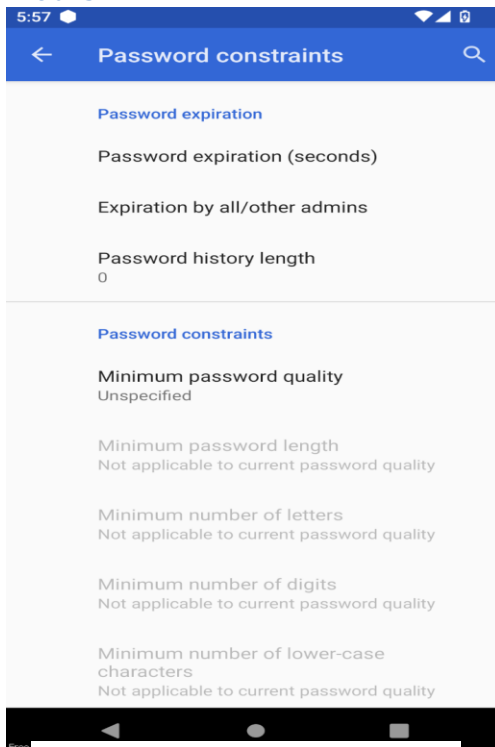 5:57
Password constraints
Password expiration
Password expiration (seconds)
Expiration by all/other admins
Password history length
0
Password constraints
Minimum password quality
Unspecified
Minimum password length
Not applicable to current password quality
Minimum number of letters
Not applicable to current password quality
Minimum number of digits
Not applicable to current password quality
Minimum number of lower-case
characters
Not applicable to current password quality